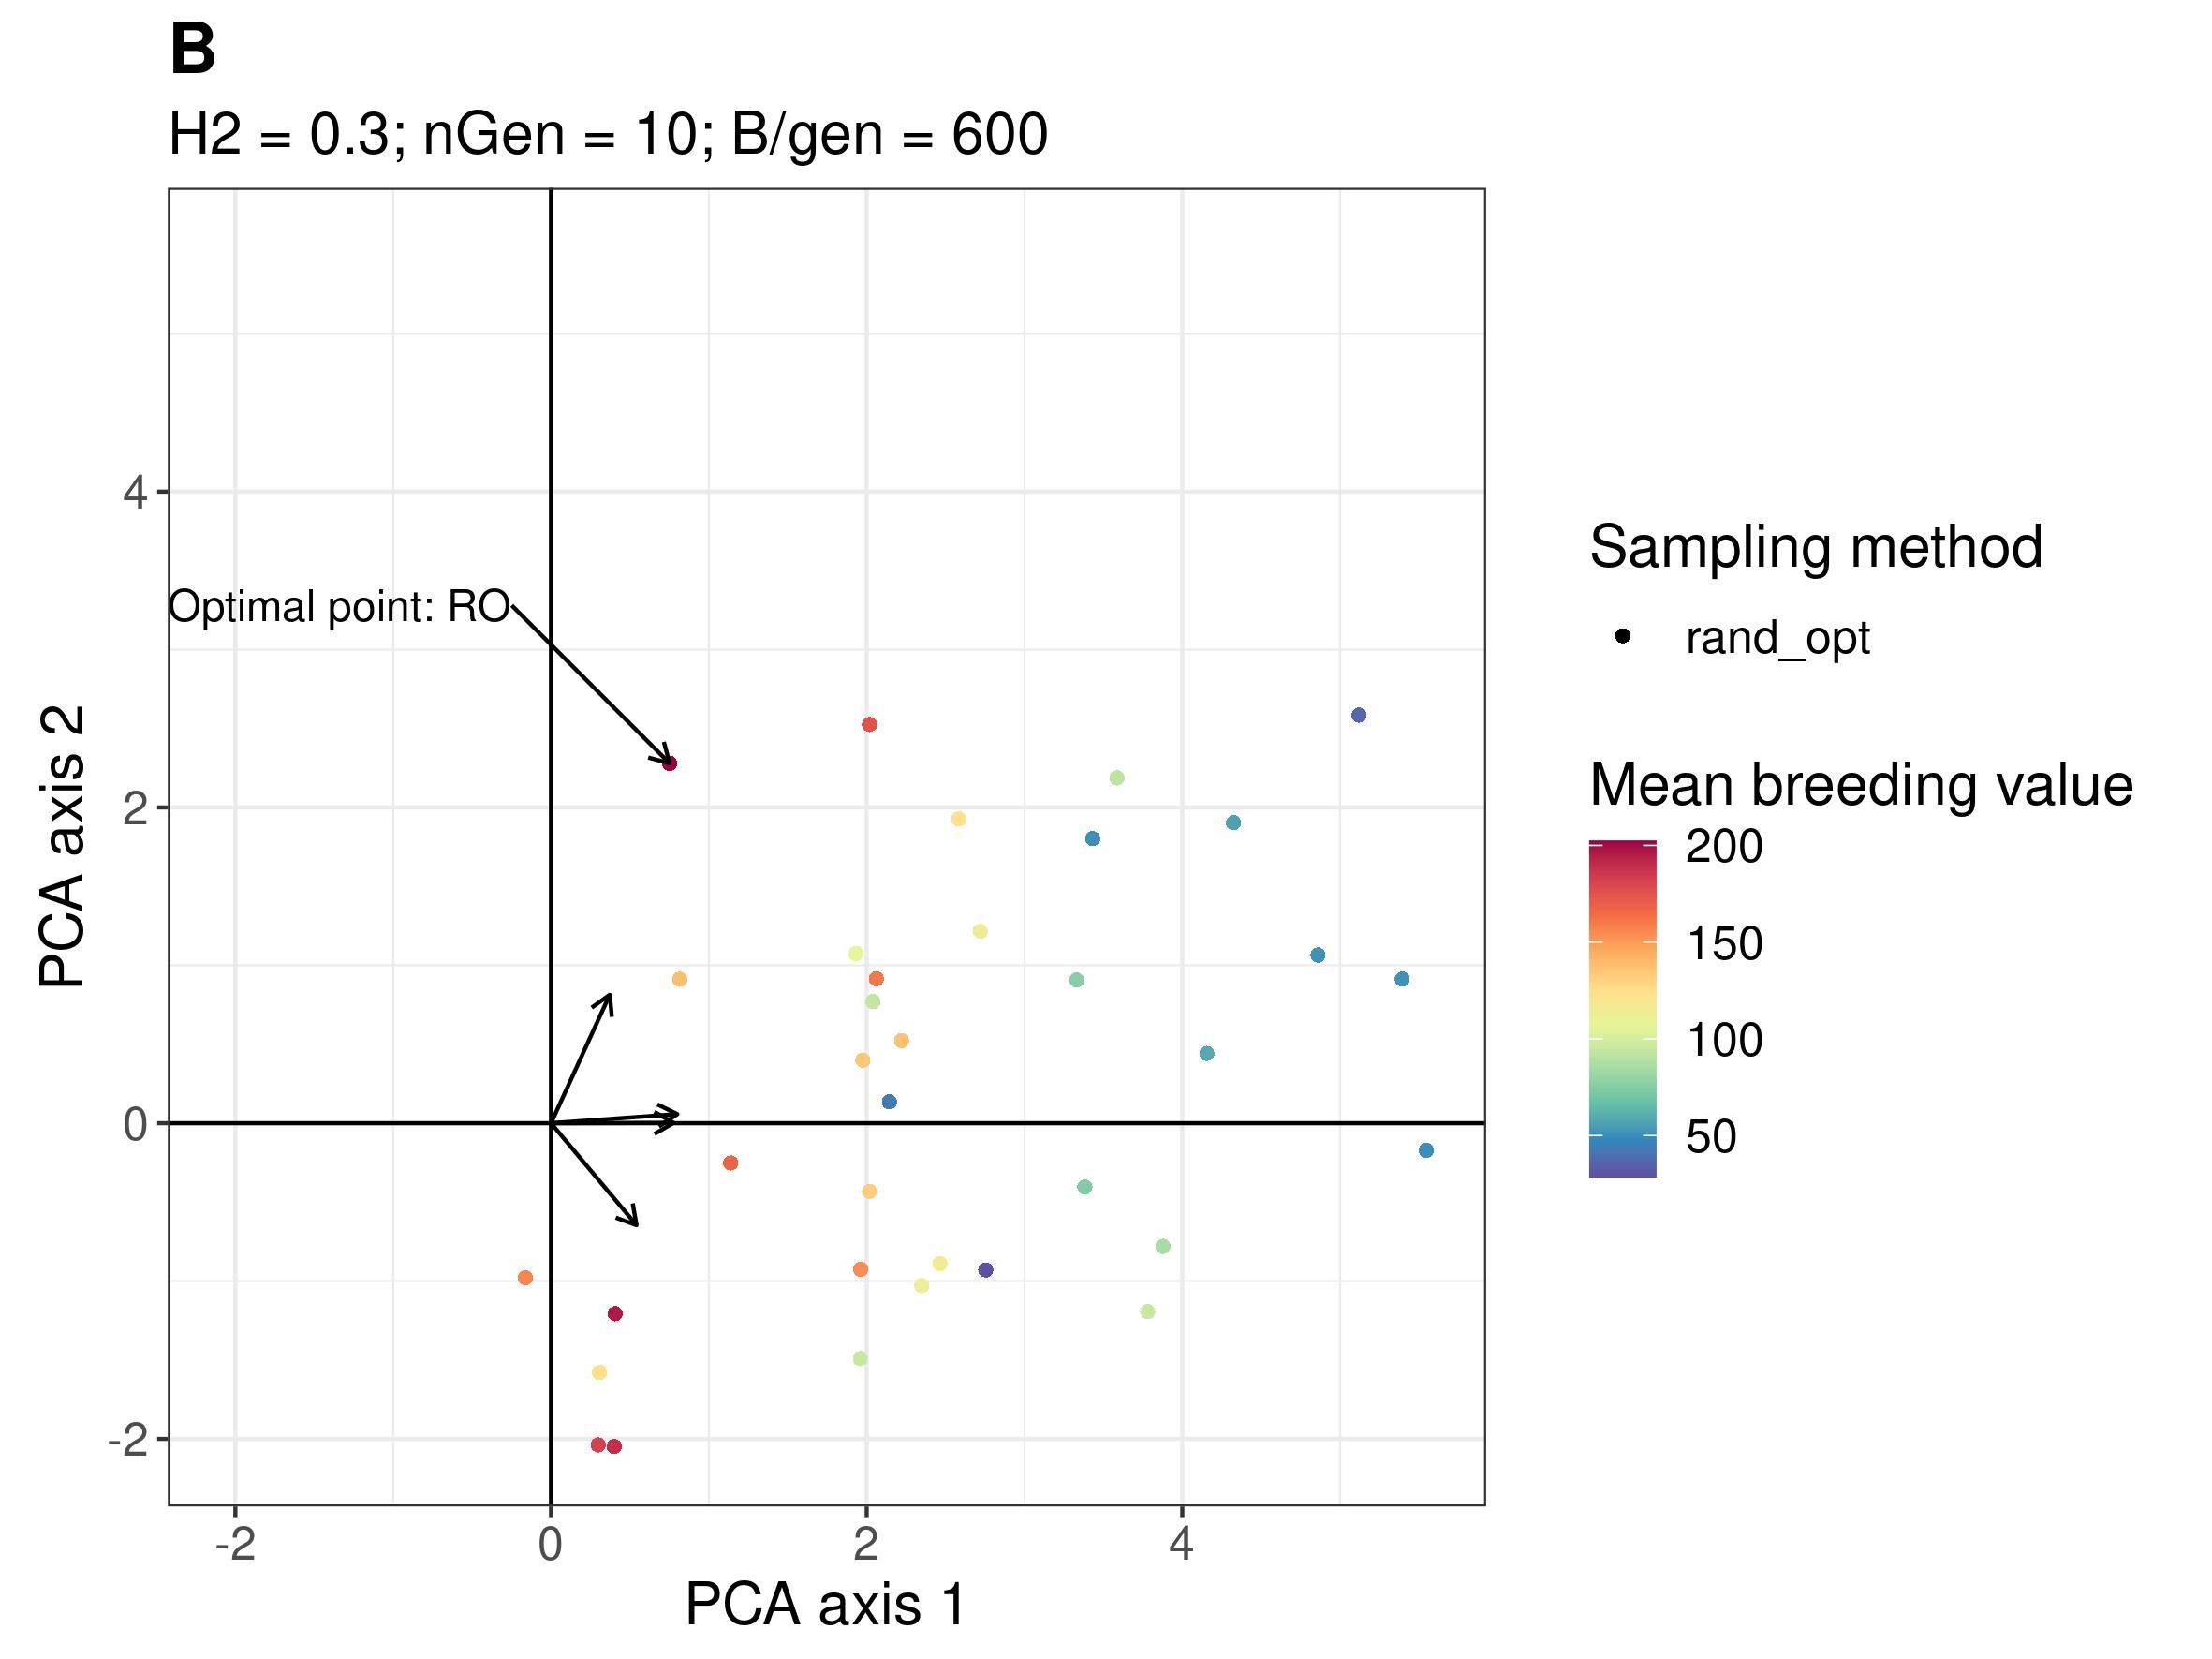 B
H2 = 0.3; nGen = 10; B/gen = 600
4
2
0
-2
PCA axis 2
Optimal point: RO
-2
0
2
4
PCA axis 1
Sampling method
rand_opt
Mean breeding value
200
150
100
50